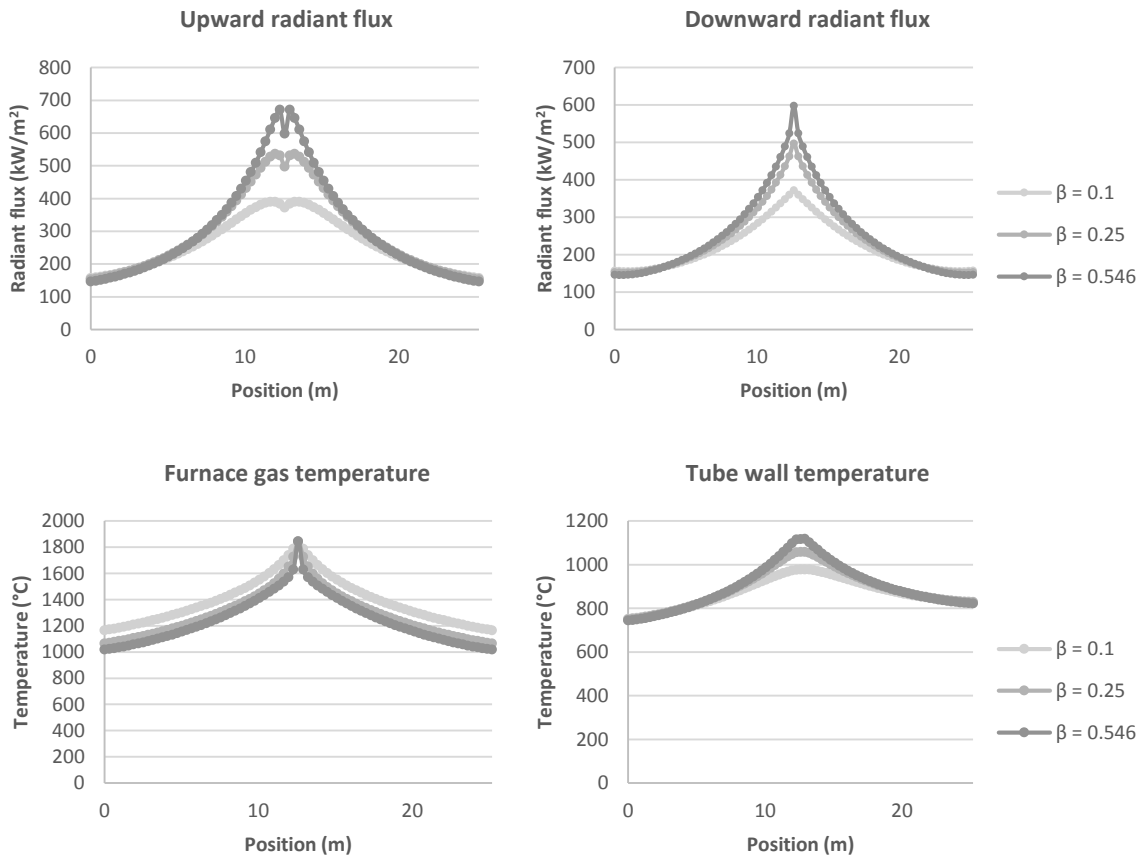 Upward radiant flux
Radiant flux (kW/m²)
800
700
600
500
400
300
200
100
0
0
10
20
Position (m)
Downward radiant flux
Radiant flux (kW/m²)
700
600
500
400
300
200
100
0
0
10
20
Position (m)
β = 0.1
β = 0.25
β = 0.546
Furnace gas temperature
Temperature (°C)
2000
1800
1600
1400
1200
1000
800
600
400
200
0
0
10
20
Position (m)
Tube wall temperature
Temperature (°C)
1200
1000
800
600
400
200
0
0
10
20
Position (m)
β = 0.1
β = 0.25
β = 0.546